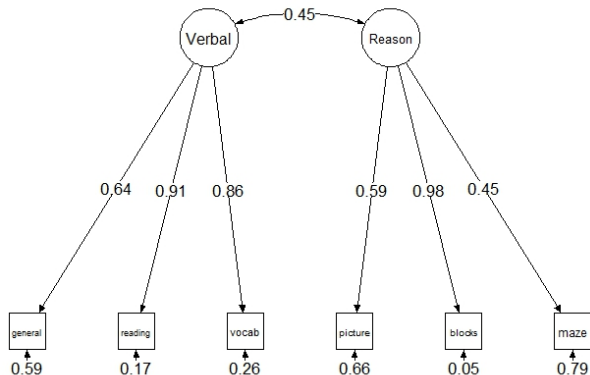 0.45
Verbal Reason
0.64 0.91 0.86 0.59 0.98 0.45
general reading vocab picture blocks maze
0.59 0.17 0.26 0.66 0.05 0.79